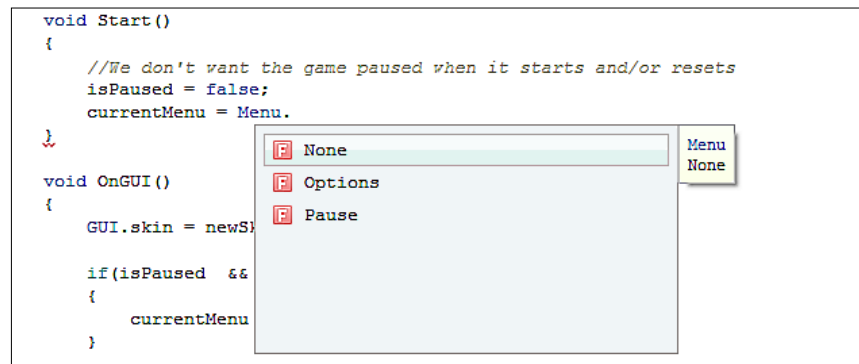 void Start()
{
//We don't want the game paused when it starts and/or resets
isPaused = false;
currentMenu = Menu.
}
None
Options
Pause
Menu
None
void OnGUI()
{
GUI.skin = newSk
if(isPaused &&
{
currentMenu
}